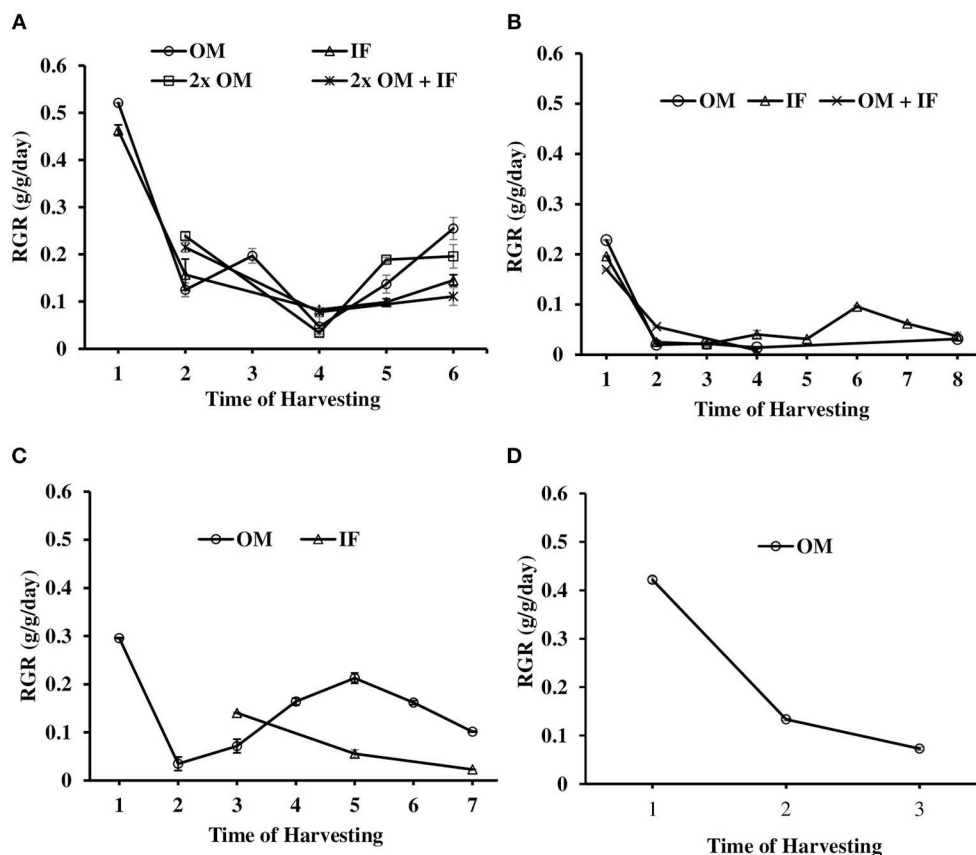 A
OM
IF
2x OM
2x OM + IF
RGR (g/g/day)
0.6
0.5
0.4
0.3
0.2
0.1
0
1 2 3 4 5 6
Time of Harvesting
B
OM IF OM + IF
RGR (g/g/day)
0.6
0.5
0.4
0.3
0.2
0.1
0
1 2 3 4 5 6 7 8
Time of Harvesting
C
OM IF
RGR (g/g/day)
0.6
0.5
0.4
0.3
0.2
0.1
0
1 2 3 4 5 6 7
Time of Harvesting
D
OM
RGR (g/g/day)
0.6
0.5
0.4
0.3
0.2
0.1
0
1 2 3
Time of Harvesting